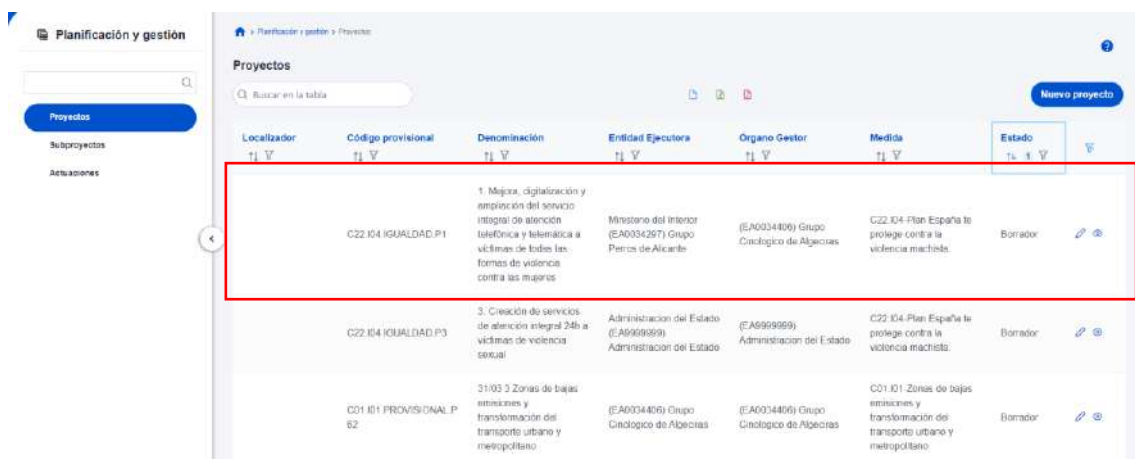 Planificación y gestión
> Planificación y gestión > Proyectos
Proyectos
Buscar en la tabla
Nuevo proyecto
Proyectos
Subproyectos
Actuaciones
Localizador
Código provisional
Denominación
Entidad Ejecutora
Organo Gestor
Medida
Estado
C22.I04.IGUALDAD.P1
1. Mejora, digitalización y
ampliación del servicio
integral de atención
telefónica y telemática a
víctimas de todas las
formas de violencia
contra las mujeres
Ministerio del Interior
(EA0034297) Grupo
Perros de Alicante
(EA0034406) Grupo
Cinologico de Algeciras
C22.I04-Plan España te
protege contra la
violencia machista.
Borrador
C22.I04.IGUALDAD.P3
3. Creación de servicios
de atención integral 24h a
víctimas de violencia
sexual
Administracion del Estado
(EA9999999)
Administracion del Estado
(EA9999999)
Administracion del Estado
C22.I04-Plan España te
protege contra la
violencia machista.
Borrador
C01.I01.PROVISIONAL.P
62
31/03 3 Zonas de bajas
emisiones y
transformación del
transporte urbano y
metropolitano
(EA0034406) Grupo
Cinologico de Algeciras
(EA0034406) Grupo
Cinologico de Algeciras
C01.I01-Zonas de bajas
emisiones y
transformación del
transporte urbano y
metropolitano
Borrador